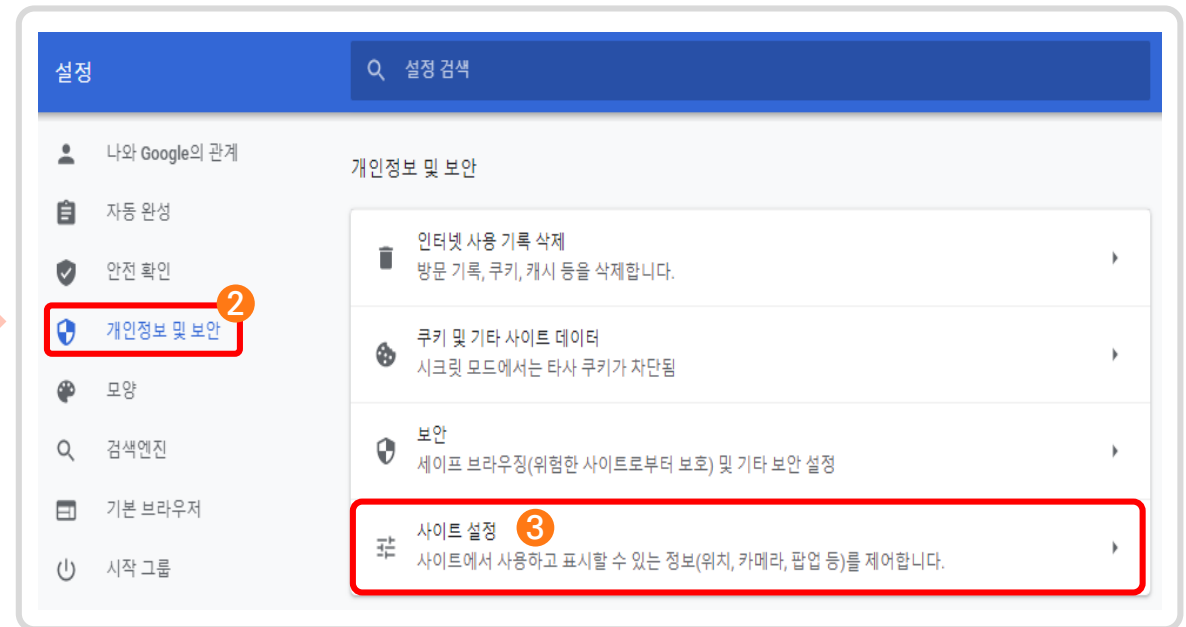 설정
설정 검색
나와 Google의 관계
자동 완성
안전 확인
2
개인정보 및 보안
모양
검색엔진
기본 브라우저
시작 그룹
개인정보 및 보안
인터넷 사용 기록 삭제
방문 기록, 쿠키, 캐시 등을 삭제합니다.
쿠키 및 기타 사이트 데이터
시크릿 모드에서는 타사 쿠키가 차단됨
보안
세이프 브라우징(위험한 사이트로부터 보호) 및 기타 보안 설정
사이트 설정 3
사이트에서 사용하고 표시할 수 있는 정보(위치, 카메라, 팝업 등)를 제어합니다.